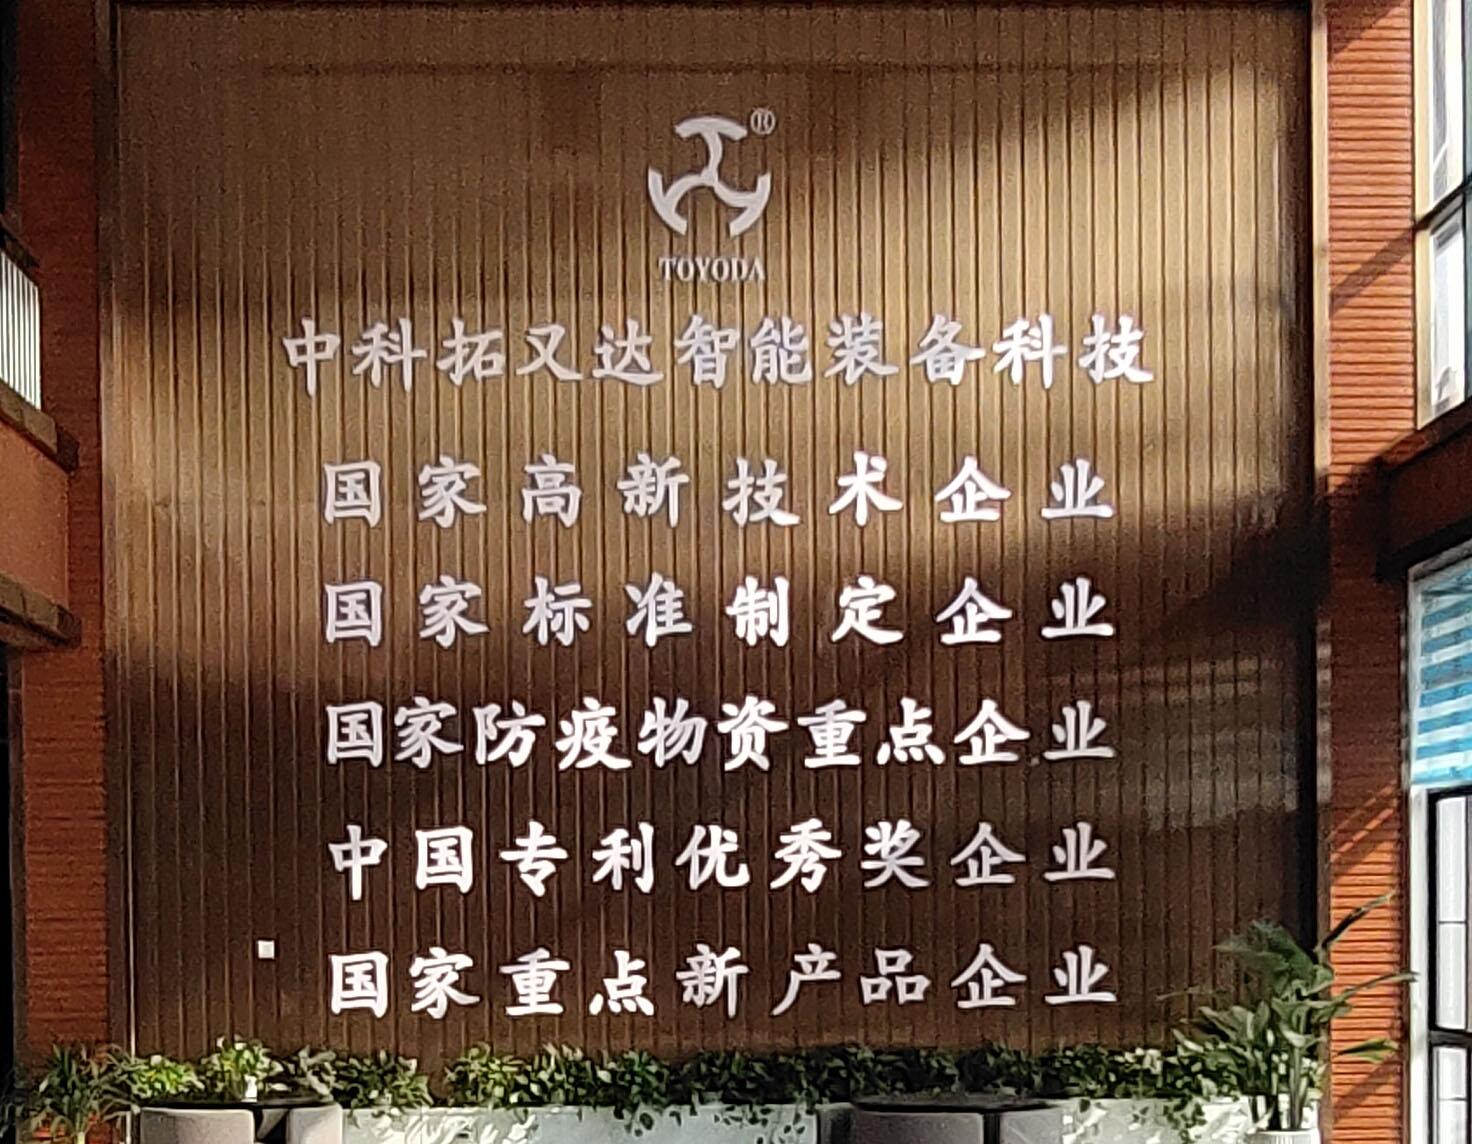 ®
TOYODA
中科拓又达智能装备科技
国家高新技术企业
国家标准制定企业
国家防疫物资重点企业
中国专利优秀奖企业
国家重点新产品企业